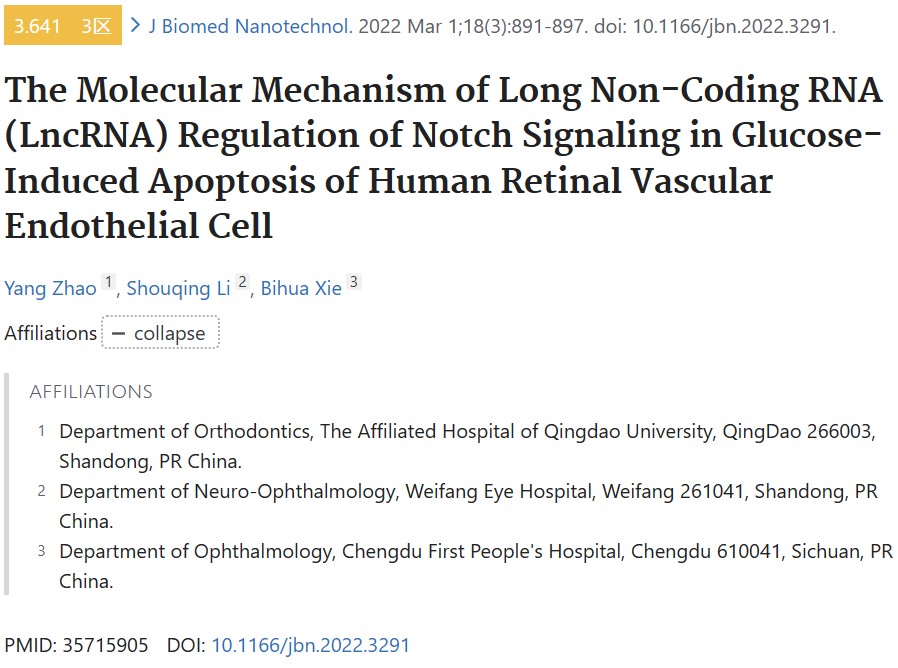 3.641 3区 > J Biomed Nanotechnol. 2022 Mar 1;18(3):891-897. doi: 10.1166/jbn.2022.3291.
The Molecular Mechanism of Long Non-Coding RNA
(LncRNA) Regulation of Notch Signaling in Glucose-
Induced Apoptosis of Human Retinal Vascular
Endothelial Cell
Yang Zhao 1, Shouqing Li 2, Bihua Xie 3
Affiliations — collapse
AFFILIATIONS
1 Department of Orthodontics, The Affiliated Hospital of Qingdao University, QingDao 266003,
Shandong, PR China.
2 Department of Neuro-Ophthalmology, Weifang Eye Hospital, Weifang 261041, Shandong, PR
China.
3 Department of Ophthalmology, Chengdu First People's Hospital, Chengdu 610041, Sichuan, PR
China.
PMID: 35715905 DOI: 10.1166/jbn.2022.3291